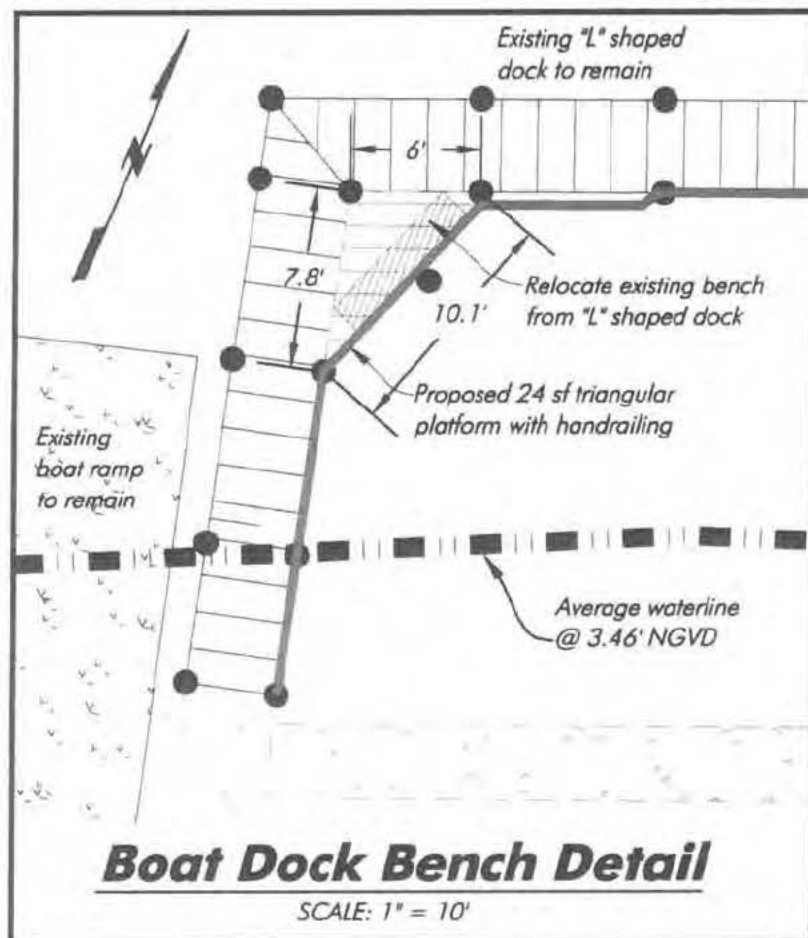 Existing "L" shaped
dock to remain
6'
7.8'
10.1'
Relocate existing bench
from "L" shaped dock
Proposed 24 sf triangular
platform with handrailing
Existing
boat ramp
to remain
Average waterline
@ 3.46' NGVD
Boat Dock Bench Detail
SCALE: 1" = 10'
N